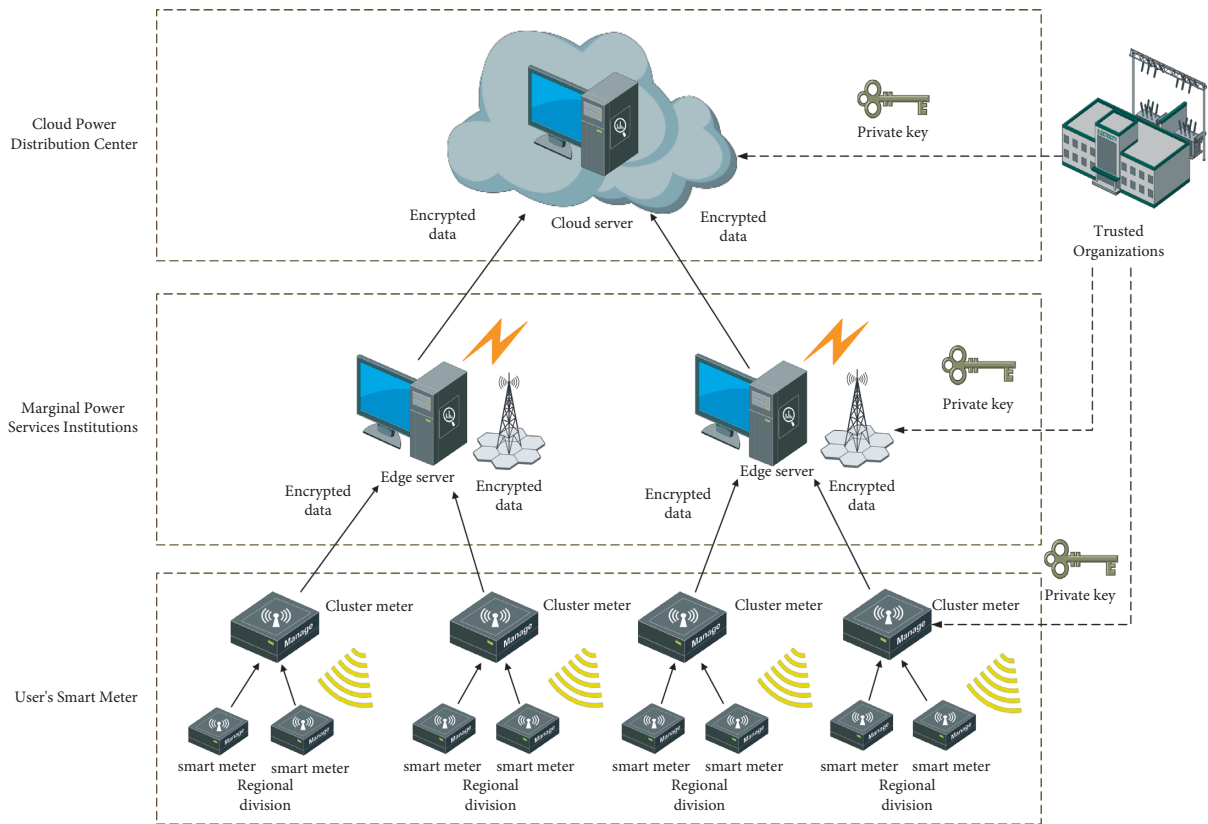 Cloud Power
Distribution Center
Private key
ELECTRICITY
Encrypted
data
Cloud server
Encrypted
data
Trusted
Organizations
Marginal Power
Services Institutions
Private key
Edge server
Encrypted
data
Encrypted
data
Edge server
Encrypted
data
Encrypted
data
Private key
User's Smart Meter
Cluster meter
Manage
Cluster meter
Manage
Cluster meter
Manage
Cluster meter
Manage
Manage
Manage
Manage
Manage
Manage
Manage
Manage
Manage
smart meter
smart meter
smart meter
smart meter
smart meter
smart meter
smart meter
smart meter
Regional
division
Regional
division
Regional
division
Regional
division